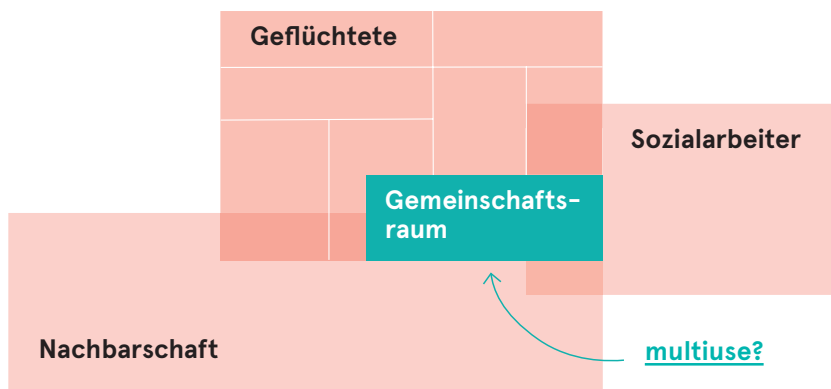 Geflüchtete
Sozialarbeiter
Gemeinschafts-
raum
Nachbarschaft
multiuse?